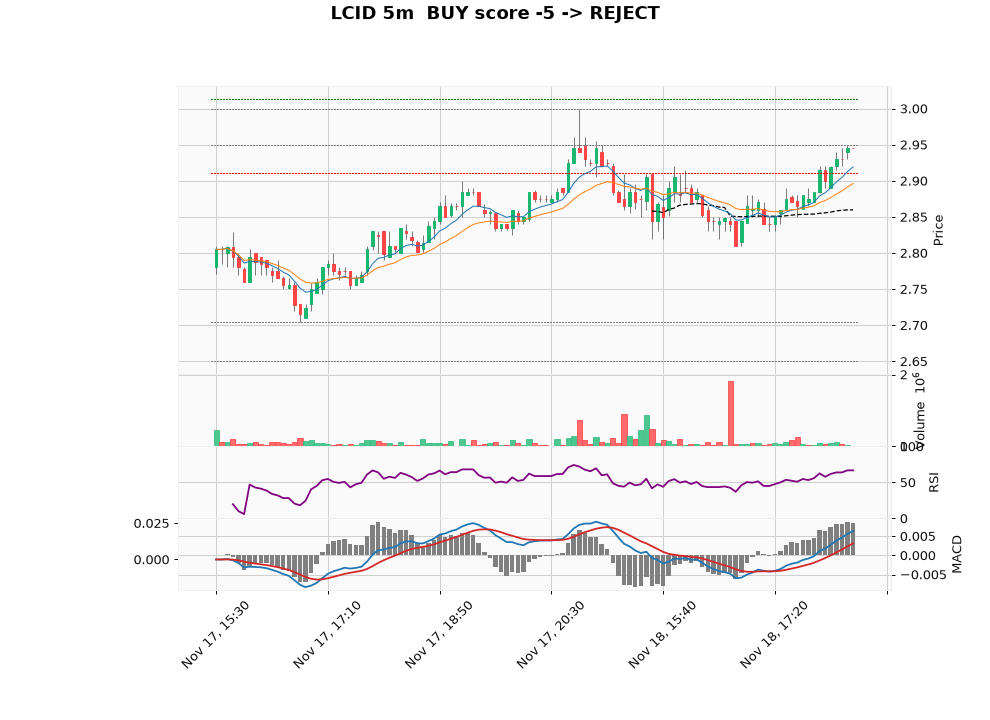 LCID 5m  BUY score -5 -> REJECT
3.00
2.95
2.90
2.85
2.80
2.75
2.70
2.65
Price
2
Volume 10^6
50
0
RSI
0.025
0.000
0.005
0.000
−0.005
MACD
Nov 17, 15:30
Nov 17, 17:10
Nov 17, 18:50
Nov 17, 20:30
Nov 18, 15:40
Nov 18, 17:20